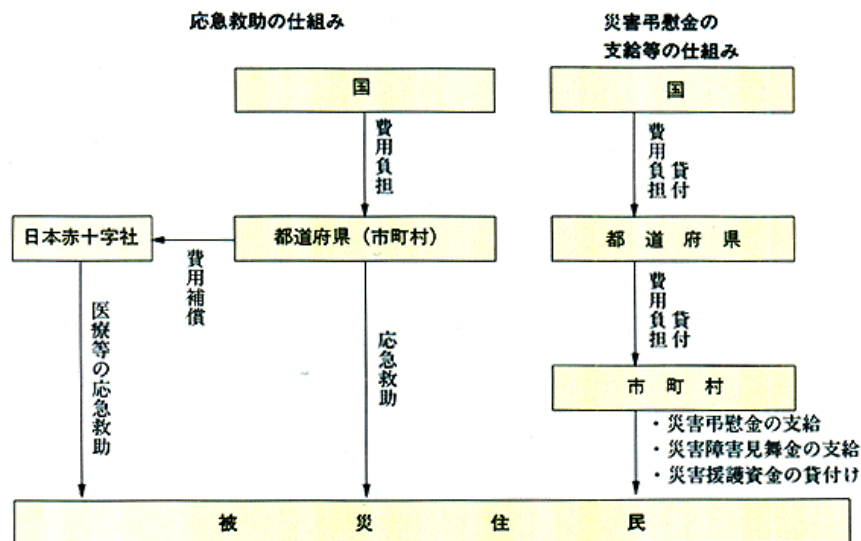 応急救助の仕組み
災害弔慰金の
支給等の仕組み
国
国
費用負担
費用負担
貸付
日本赤十字社
都道府県（市町村）
都道府県
費用補償
費用負担
貸付
医療等の応急救助
応急救助
市町村
・災害弔慰金の支給
・災害障害見舞金の支給
・災害援護資金の貸付け
被災住民